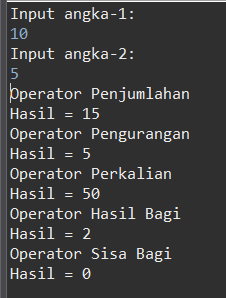 Input angka-1:
10
Input angka-2:
5
Operator Penjumlahan
Hasil = 15
Operator Pengurangan
Hasil = 5
Operator Perkalian
Hasil = 50
Operator Hasil Bagi
Hasil = 2
Operator Sisa Bagi
Hasil = 0